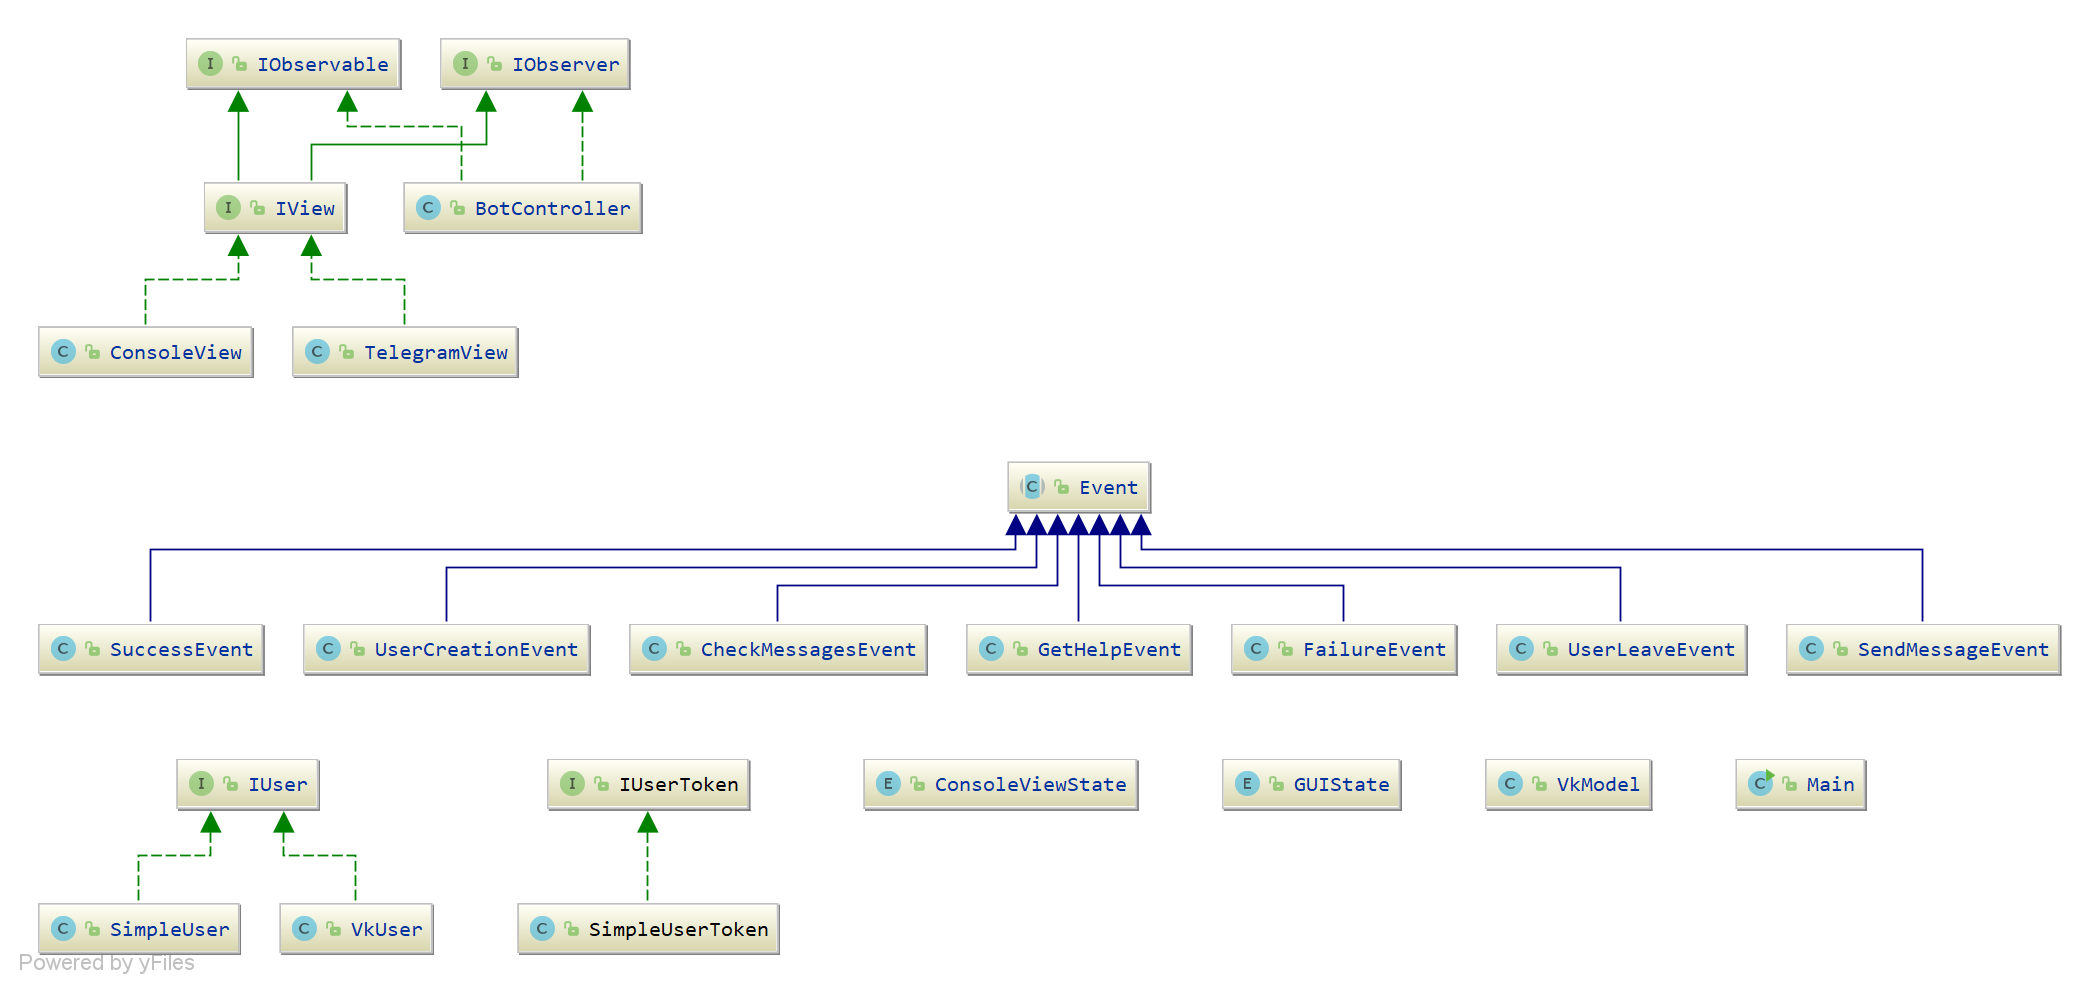 I IObservable
I IObserver
I IView
C BotController
C ConsoleView
C TelegramView
C Event
C SuccessEvent
C UserCreationEvent
C CheckMessagesEvent
C GetHelpEvent
C FailureEvent
C UserLeaveEvent
C SendMessageEvent
I IUser
I IUserToken
E ConsoleViewState
E GUIState
C VkModel
C Main
C SimpleUser
C VkUser
C SimpleUserToken
Powered by yFiles